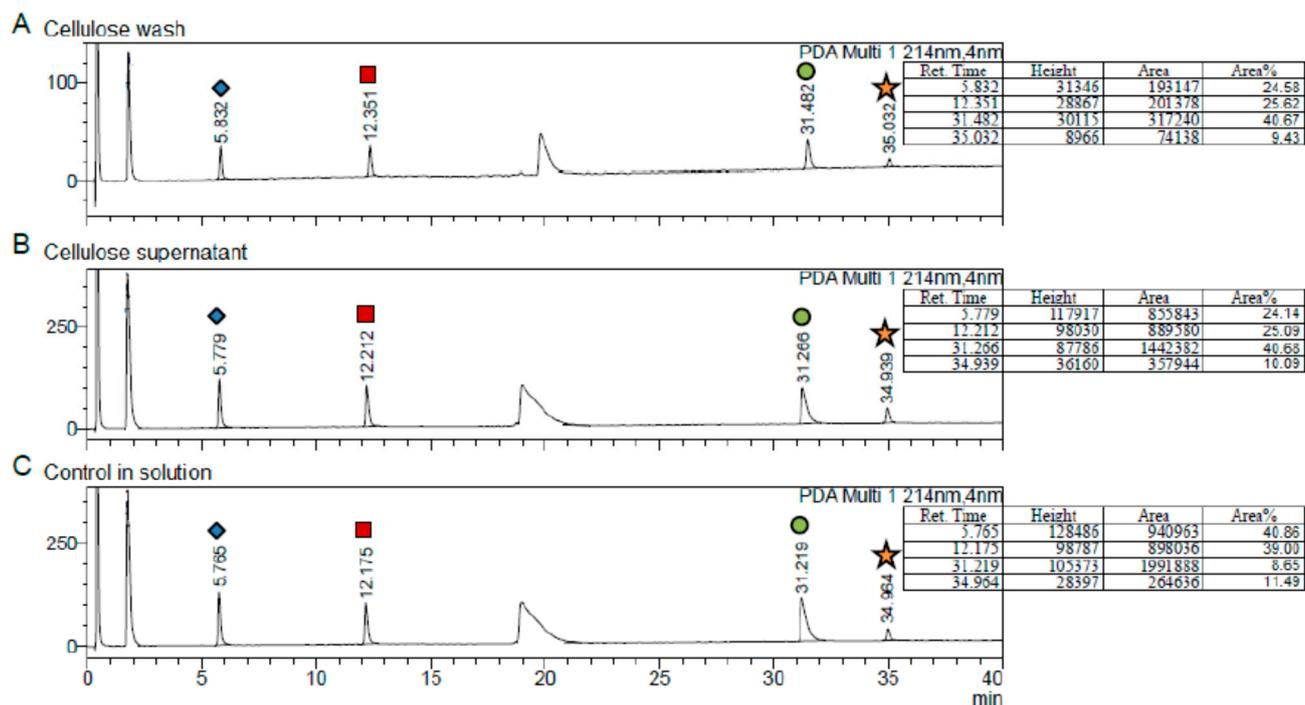 A Cellulose wash
PDA Multi 1 214nm,4nm
100
0
5.832
12.351
31.482
35.032
Ret. Time Height Area Area%
5.832 31346 193147 24.58
12.351 28867 201378 25.62
31.482 30115 317240 40.67
35.032 8966 74138 9.43
B Cellulose supernatant
PDA Multi 1 214nm,4nm
250
0
5.779
12.212
31.266
34.939
Ret. Time Height Area Area%
5.779 117917 855843 24.14
12.212 98030 889580 25.09
31.266 87786 1442382 40.68
34.939 36160 357944 10.09
C Control in solution
PDA Multi 1 214nm,4nm
250
0
5.765
12.175
31.219
34.964
Ret. Time Height Area Area%
5.765 128486 940963 40.86
12.175 98787 898036 39.00
31.219 105373 1991888 8.65
34.964 28397 264636 11.49
0 5 10 15 20 25 30 35 40
min